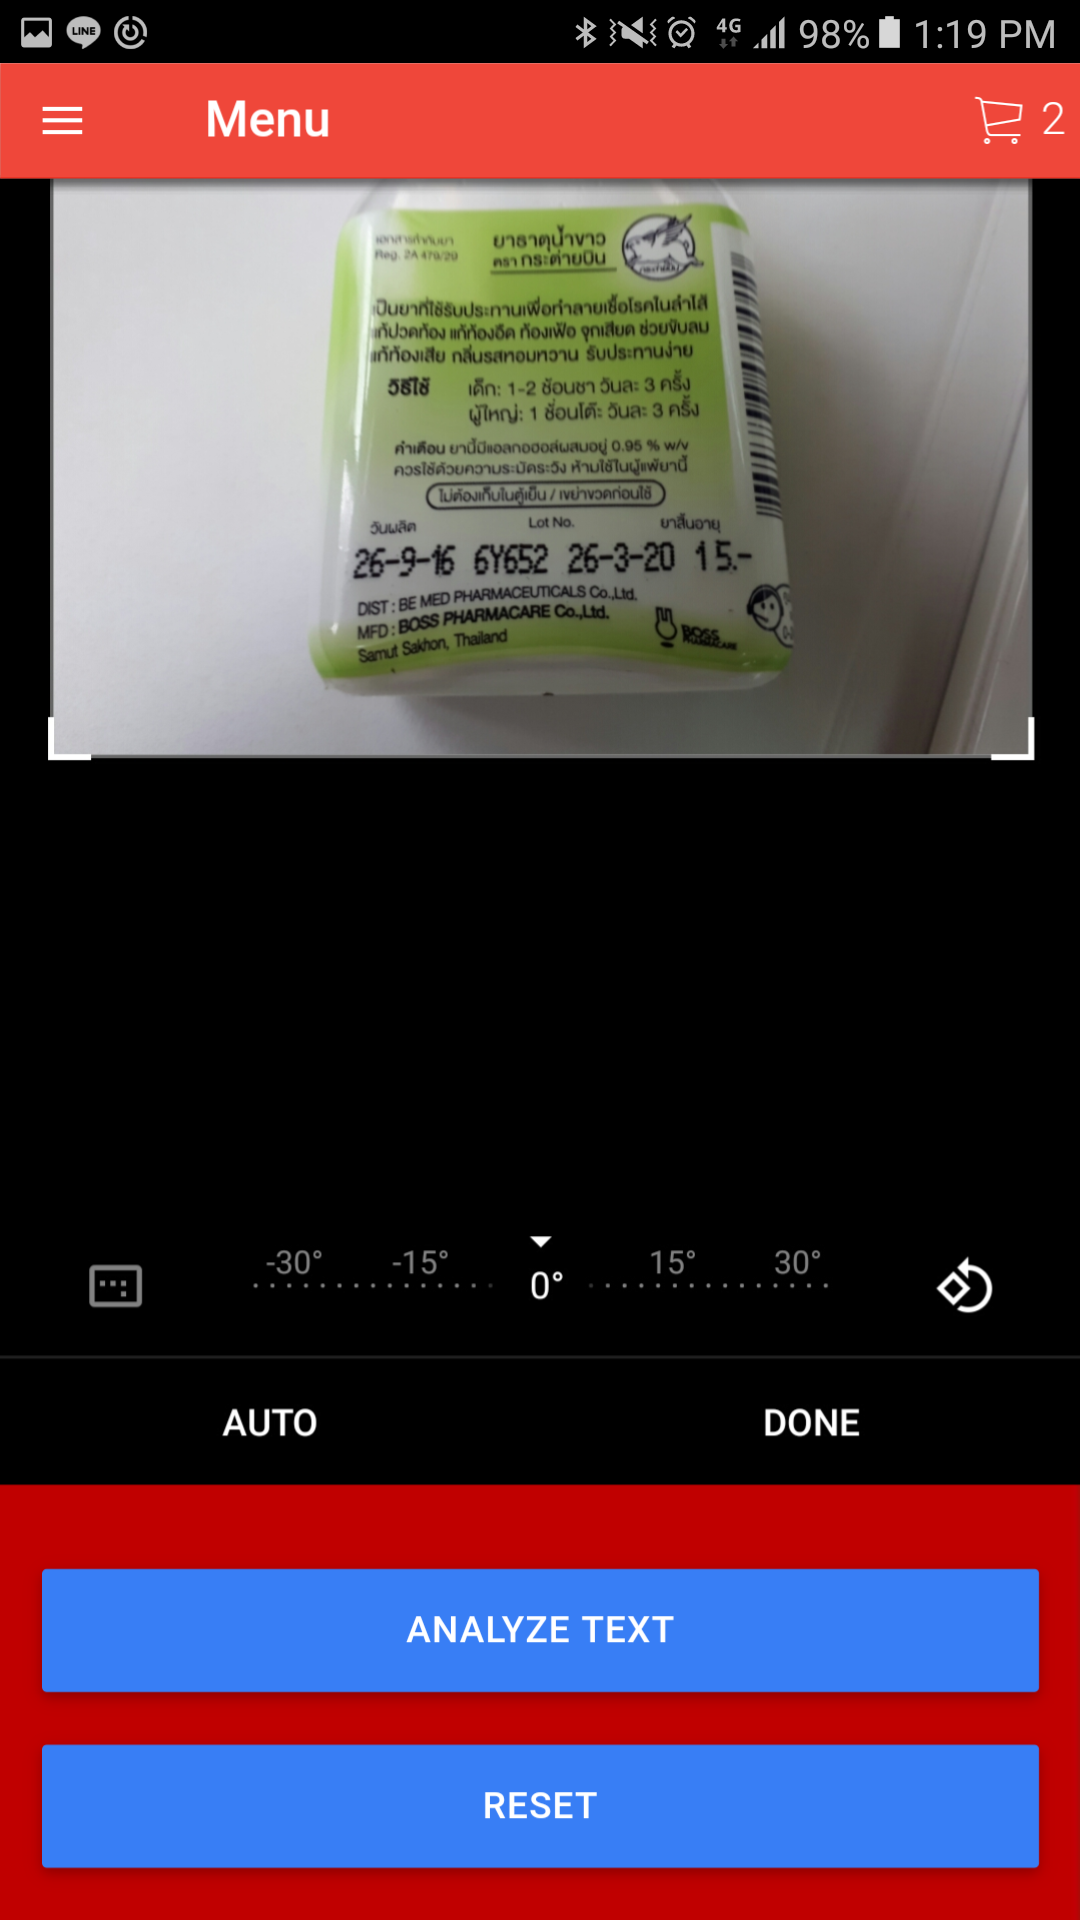 LINE
4G
98%
1:19 PM
Menu
2
เอกสารกำกับยา
Reg. 2A 479/29
ยาธาตุน้ำขาว
ตรา กระต่ายบิน
เป็นยาที่ใช้รับประทานเพื่อทำลายเชื้อโรคในลำไส้
แก้ปวดท้อง แก้ท้องอืด ท้องเฟ้อ จุกเสียด ช่วยขับลม
แก้ท้องเสีย กลิ่นรสหอมหวาน รับประทานง่าย
วิธีใช้ เด็ก: 1-2 ช้อนชา วันละ 3 ครั้ง
ผู้ใหญ่: 1 ช้อนโต๊ะ วันละ 3 ครั้ง
คำเตือน ยานี้มีแอลกอฮอล์ผสมอยู่ 0.95 % w/v
ควรใช้ด้วยความระมัดระวัง ห้ามใช้ในผู้แพ้ยานี้
ไม่ต้องเก็บในตู้เย็น / เขย่าขวดก่อนใช้
วันผลิต Lot No. ยาสิ้นอายุ
26-9-16 6Y652 26-3-20 15.-
DIST : BE MED PHARMACEUTICALS Co.,Ltd.
MFD : BOSS PHARMACARE Co.,Ltd.
Samut Sakhon, Thailand
BOSS
PHARMACARE
-30° -15° 0° 15° 30°
AUTO
DONE
ANALYZE TEXT
RESET